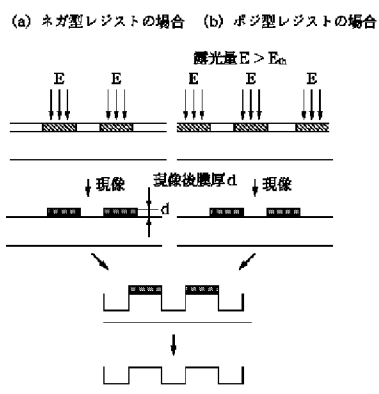 (a) ネガ型レジストの場合 (b) ポジ型レジストの場合
露光量E>Eth
E E E E E
現像 現像後膜厚d 現像
d